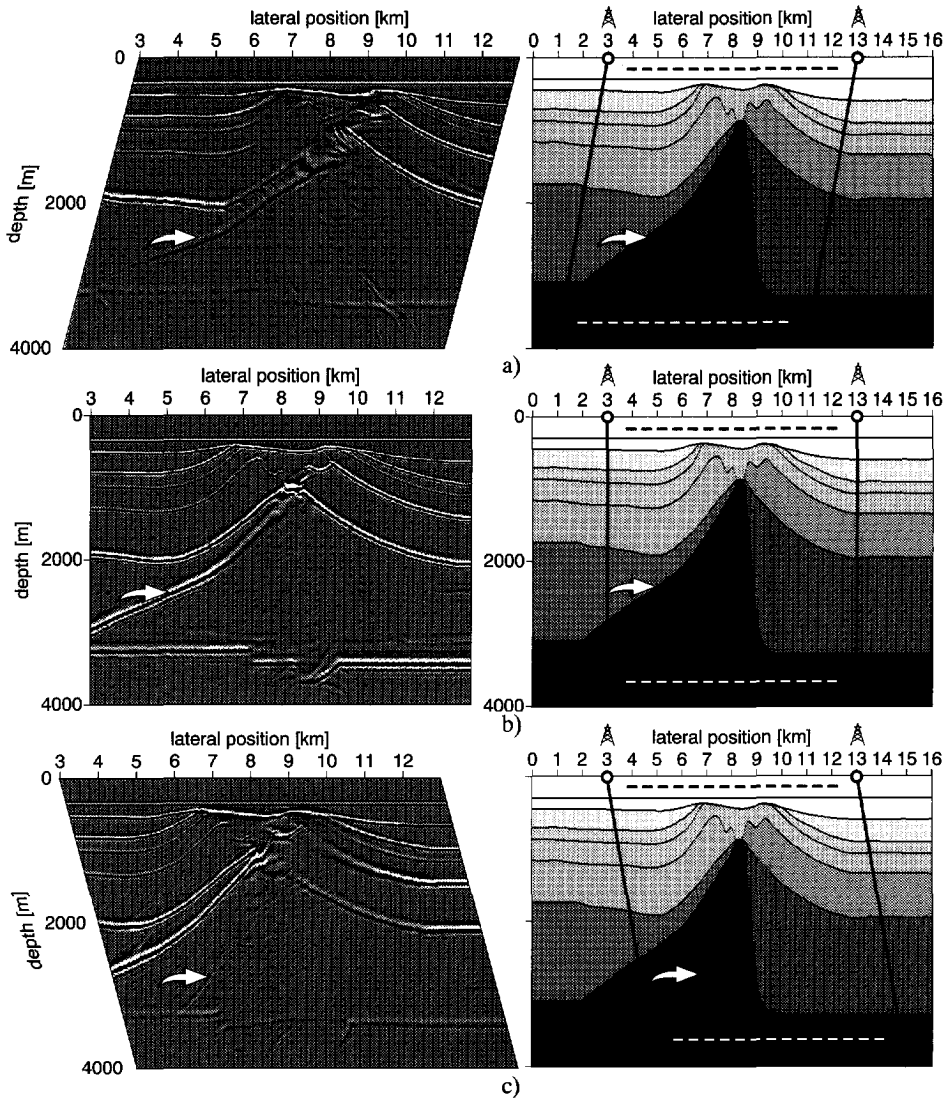 lateral position [km]
3 4 5 6 7 8 9 10 11 12
0
2000
4000
depth [m]
lateral position [km]
0 1 2 3 4 5 6 7 8 9 10 11 12 13 14 15 16
a)
lateral position [km]
3 4 5 6 7 8 9 10 11 12
0
2000
4000
depth [m]
lateral position [km]
0 1 2 3 4 5 6 7 8 9 10 11 12 13 14 15 16
0
2000
4000
b)
lateral position [km]
3 4 5 6 7 8 9 10 11 12
0
2000
4000
depth [m]
lateral position [km]
0 1 2 3 4 5 6 7 8 9 10 11 12 13 14 15 16
c)